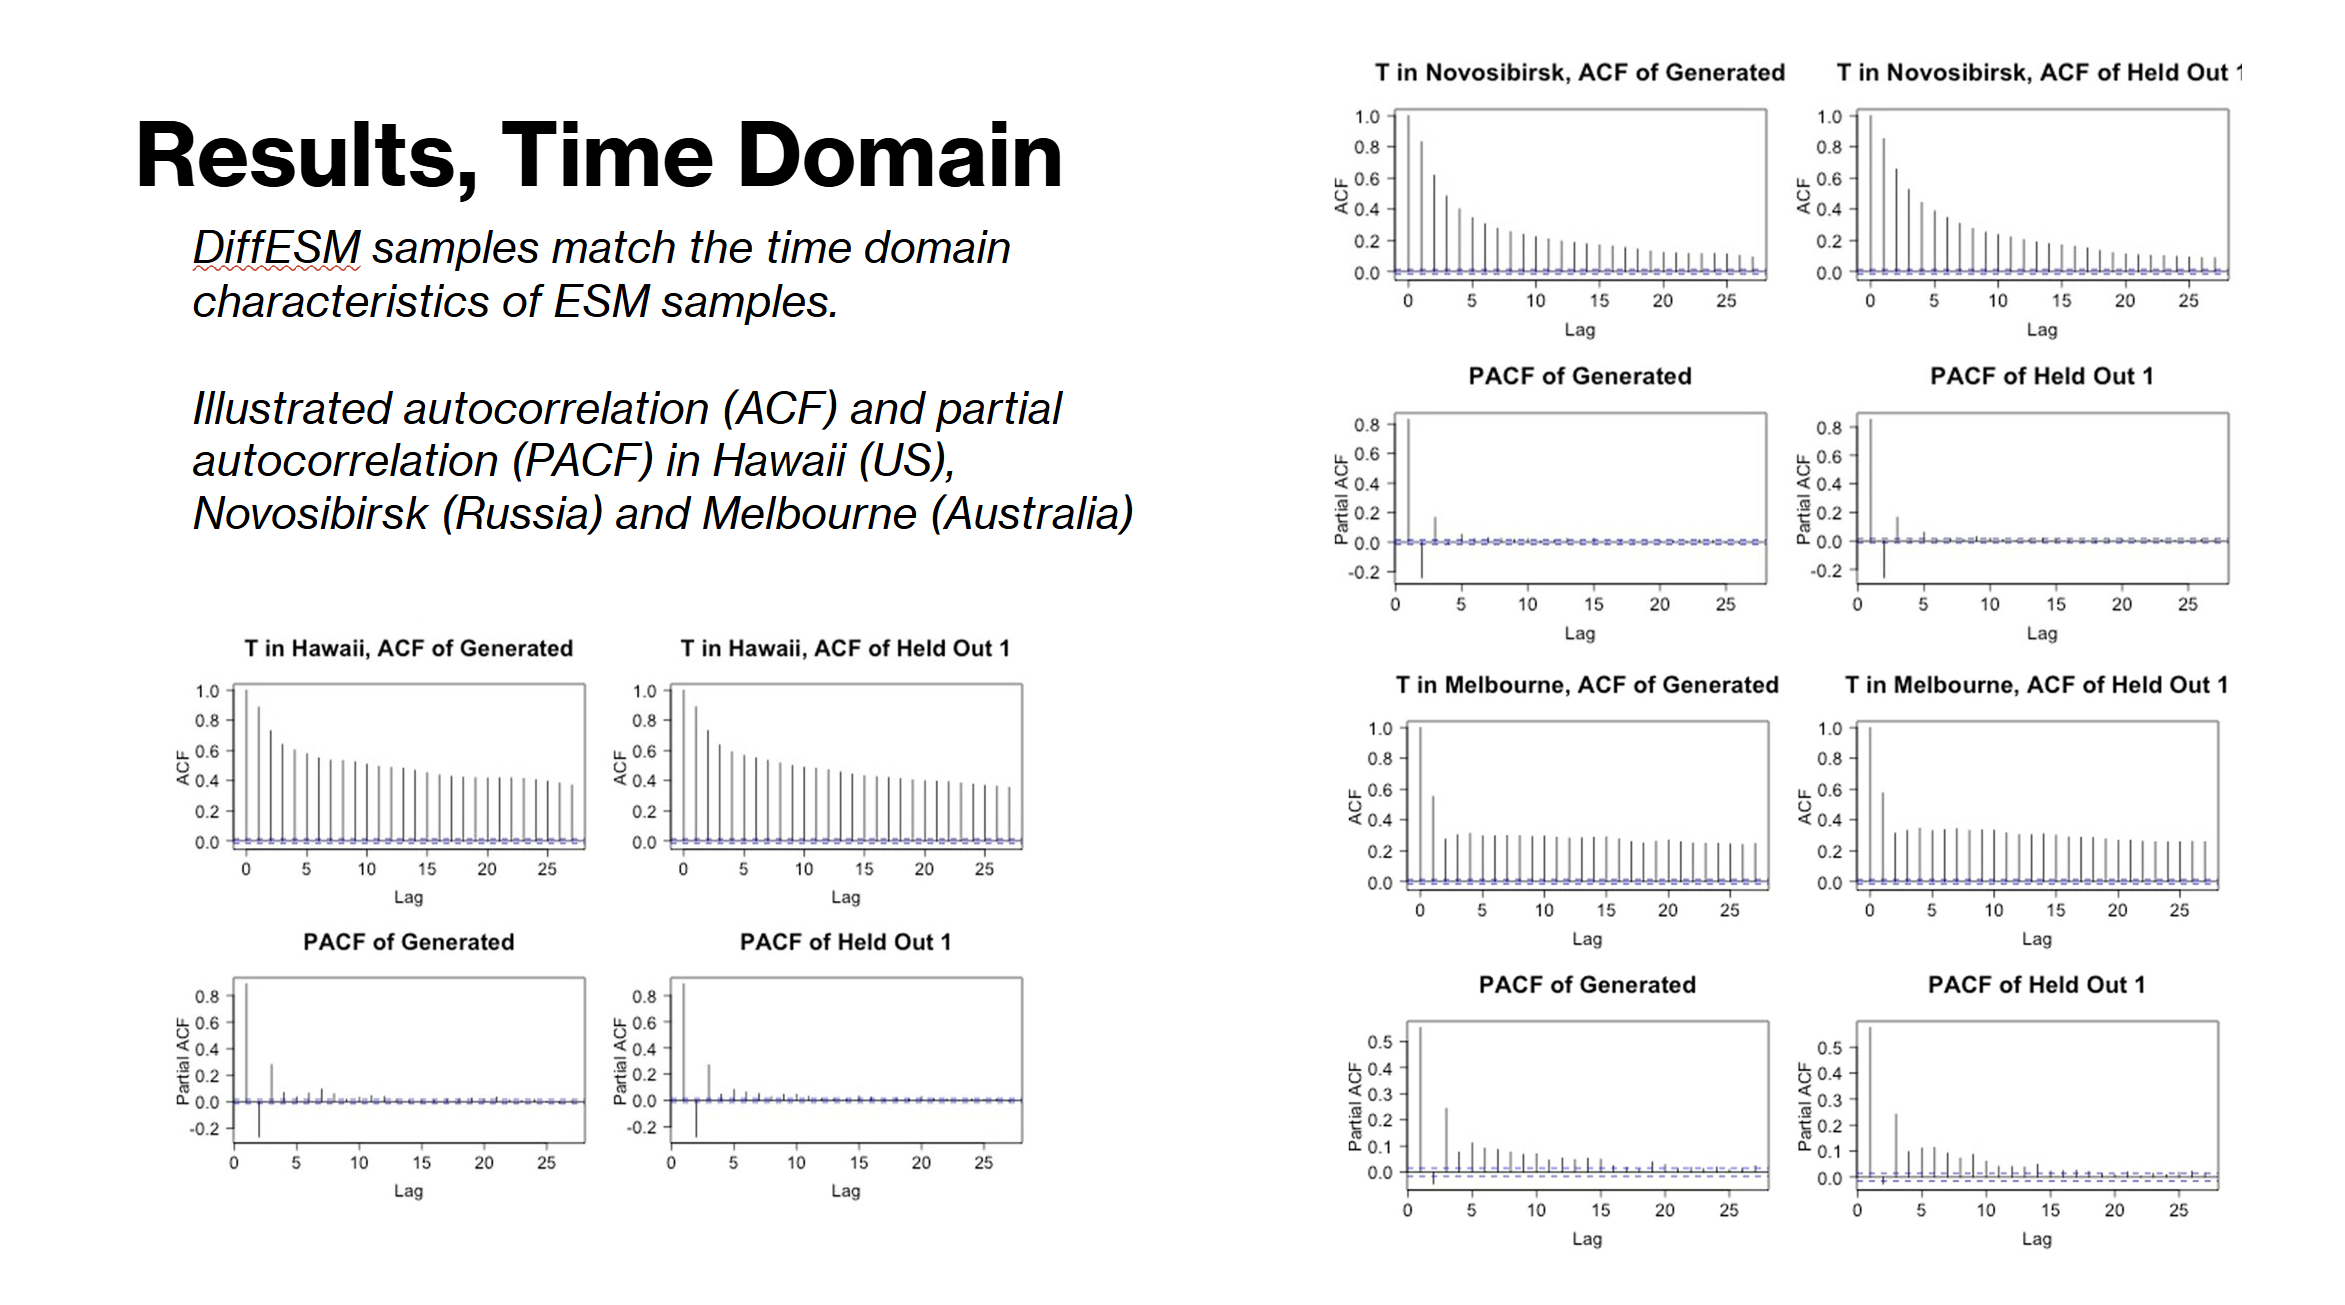 Results, Time Domain
DiffESM samples match the time domain
characteristics of ESM samples.
Illustrated autocorrelation (ACF) and partial
autocorrelation (PACF) in Hawaii (US),
Novosibirsk (Russia) and Melbourne (Australia)
T in Hawaii, ACF of Generated
1.0
0.8
0.6
0.4
0.2
0.0
ACF
0 5 10 15 20 25
Lag
T in Hawaii, ACF of Held Out 1
1.0
0.8
0.6
0.4
0.2
0.0
ACF
0 5 10 15 20 25
Lag
PACF of Generated
0.8
0.6
0.4
0.2
0.0
-0.2
Partial ACF
0 5 10 15 20 25
Lag
PACF of Held Out 1
0.8
0.6
0.4
0.2
0.0
-0.2
Partial ACF
0 5 10 15 20 25
Lag
T in Novosibirsk, ACF of Generated
1.0
0.8
0.6
0.4
0.2
0.0
ACF
0 5 10 15 20 25
Lag
T in Novosibirsk, ACF of Held Out 1
1.0
0.8
0.6
0.4
0.2
0.0
ACF
0 5 10 15 20 25
Lag
PACF of Generated
0.8
0.6
0.4
0.2
0.0
-0.2
Partial ACF
0 5 10 15 20 25
Lag
PACF of Held Out 1
0.8
0.6
0.4
0.2
0.0
-0.2
Partial ACF
0 5 10 15 20 25
Lag
T in Melbourne, ACF of Generated
1.0
0.8
0.6
0.4
0.2
0.0
ACF
0 5 10 15 20 25
Lag
T in Melbourne, ACF of Held Out 1
1.0
0.8
0.6
0.4
0.2
0.0
ACF
0 5 10 15 20 25
Lag
PACF of Generated
0.5
0.4
0.3
0.2
0.1
0.0
Partial ACF
0 5 10 15 20 25
Lag
PACF of Held Out 1
0.5
0.4
0.3
0.2
0.1
0.0
Partial ACF
0 5 10 15 20 25
Lag